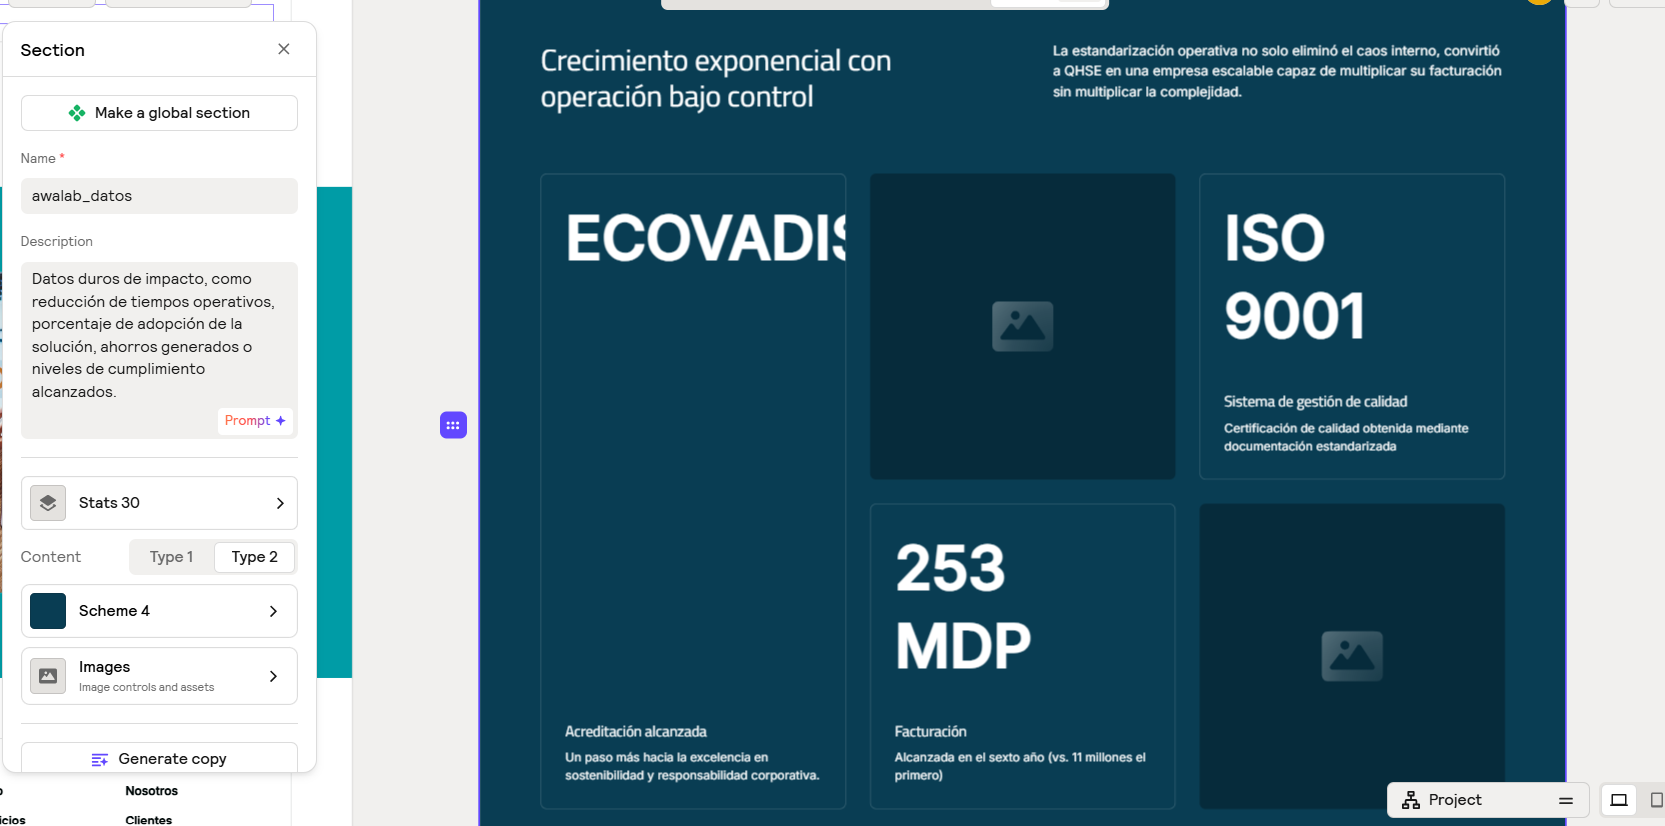 Section
Make a global section
Name *
awalab_datos
Description
Datos duros de impacto, como
reducción de tiempos operativos,
porcentaje de adopción de la
solución, ahorros generados o
niveles de cumplimiento
alcanzados.
Prompt
Stats 30
Content
Type 1
Type 2
Scheme 4
Images
Image controls and assets
Generate copy
Nosotros
Clientes
Crecimiento exponencial con
operación bajo control
La estandarización operativa no solo eliminó el caos interno, convirtió
a QHSE en una empresa escalable capaz de multiplicar su facturación
sin multiplicar la complejidad.
ECOVADIS
Acreditación alcanzada
Un paso más hacia la excelencia en
sostenibilidad y responsabilidad corporativa.
ISO
9001
Sistema de gestión de calidad
Certificación de calidad obtenida mediante
documentación estandarizada
253
MDP
Facturación
Alcanzada en el sexto año (vs. 11 millones el
primero)
Project